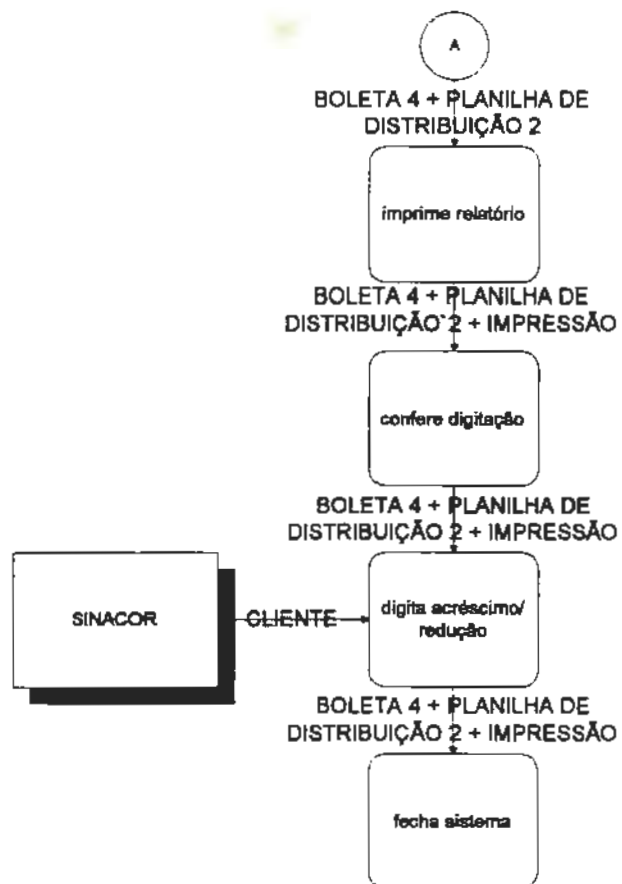 A
BOLETA 4 + PLANILHA DE
DISTRIBUIÇÃO 2
imprime relatório
BOLETA 4 + PLANILHA DE
DISTRIBUIÇÃO 2 + IMPRESSÃO
confere digitação
BOLETA 4 + PLANILHA DE
DISTRIBUIÇÃO 2 + IMPRESSÃO
SINACOR
CLIENTE
digita acréscimo/
redução
BOLETA 4 + PLANILHA DE
DISTRIBUIÇÃO 2 + IMPRESSÃO
fecha sistema